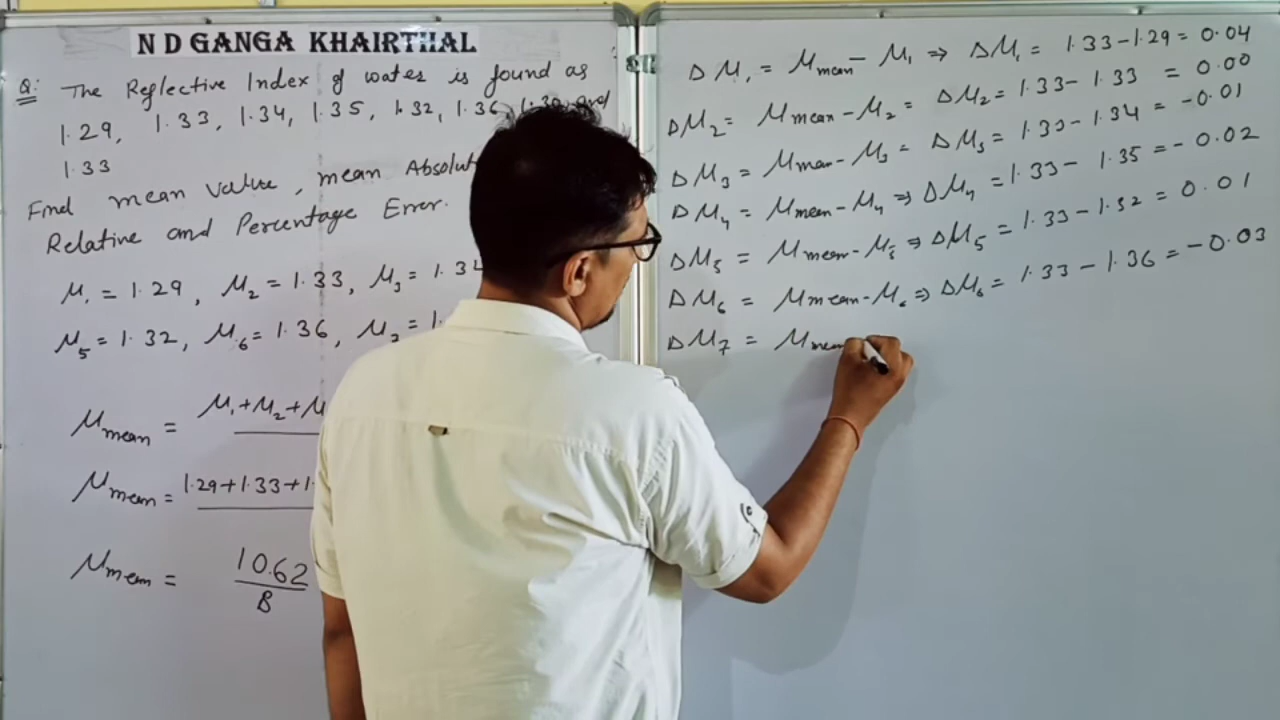 N D GANGA KHAIRTHAL
Q: The Reflective Index of water is found as
1.29, 1.33, 1.34, 1.35, 1.32, 1.36,
1.33
Find mean value, mean
Relative and Percentage Error.
μ₁ = 1.29, μ₂ = 1.33, μ₃ = 1.34
μ₅ = 1.32, μ₆ = 1.36, μ₇ = 1.
μmean = μ₁+μ₂+μ
μmean = 1.29+1.33+1.
μmean = 10.62
8
Δμ₁ = μmean − μ₁ ⇒ Δμ₁ = 1.33−1.29 = 0.04
Δμ₂ = μmean − μ₂ = Δμ₂ = 1.33− 1.33 = 0.00
Δμ₃ = μmean − μ₃ = Δμ₃ = 1.33− 1.34 = −0.01
Δμ₄ = μmean − μ₄ ⇒ Δμ₄ = 1.33− 1.35 = −0.02
Δμ₅ = μmean − μ₅ ⇒ Δμ₅ = 1.33 − 1.32 = 0.01
Δμ₆ = μmean − μ₆ ⇒ Δμ₆ = 1.33 − 1.36 = −0.03
Δμ₇ = μmean